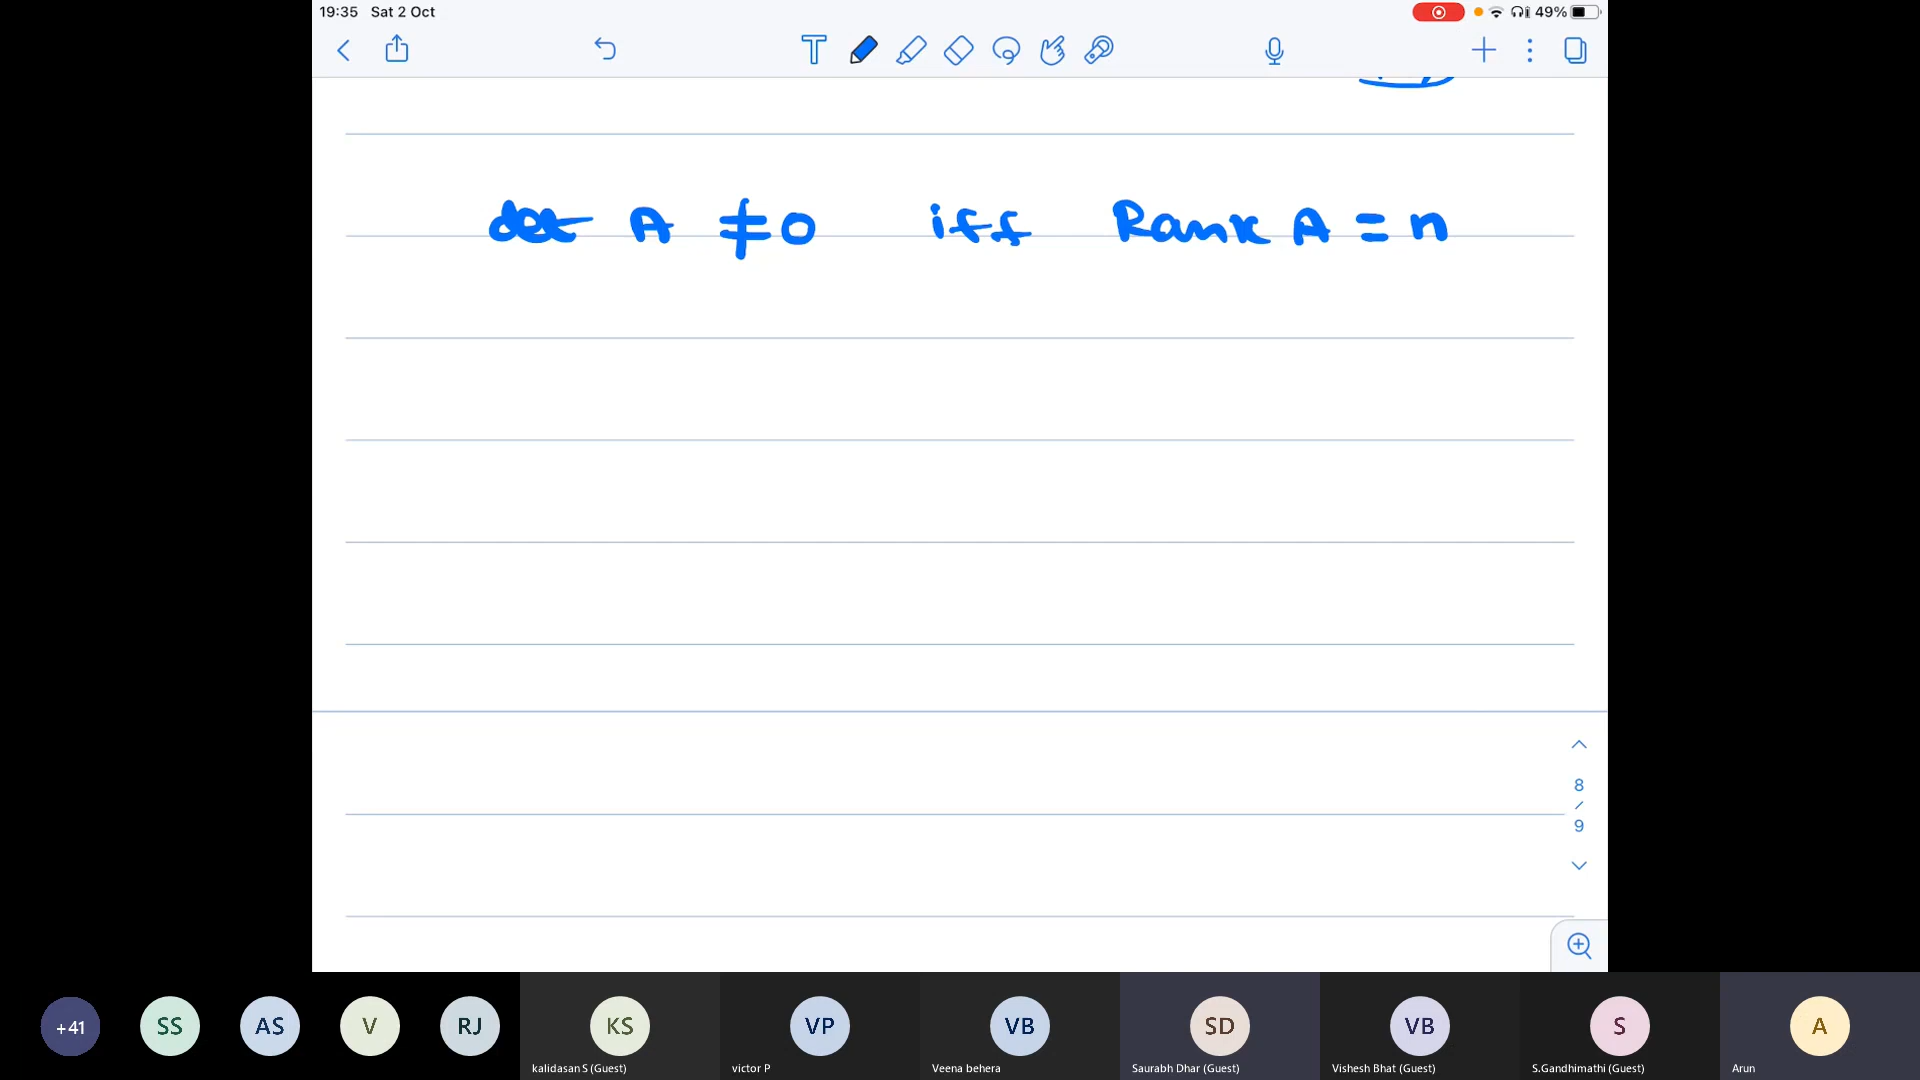 19:35 Sat 2 Oct
49%
det A ≠ 0 iff Rank A = n
8
/
9
+41 SS AS V RJ KS VP VB SD VB S A
kalidasan S (Guest) victor P Veena behera Saurabh Dhar (Guest) Vishesh Bhat (Guest) S.Gandhimathi (Guest) Arun